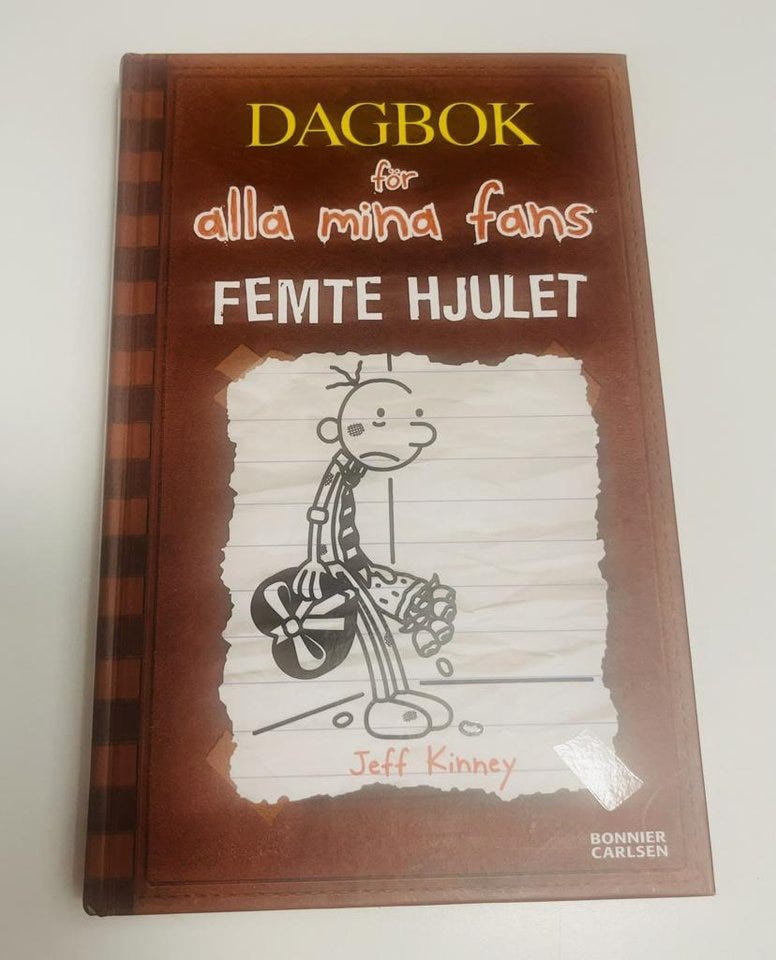 DAGBOK
för
alla mina fans
FEMTE HJULET
Jeff Kinney
BONNIER
CARLSEN